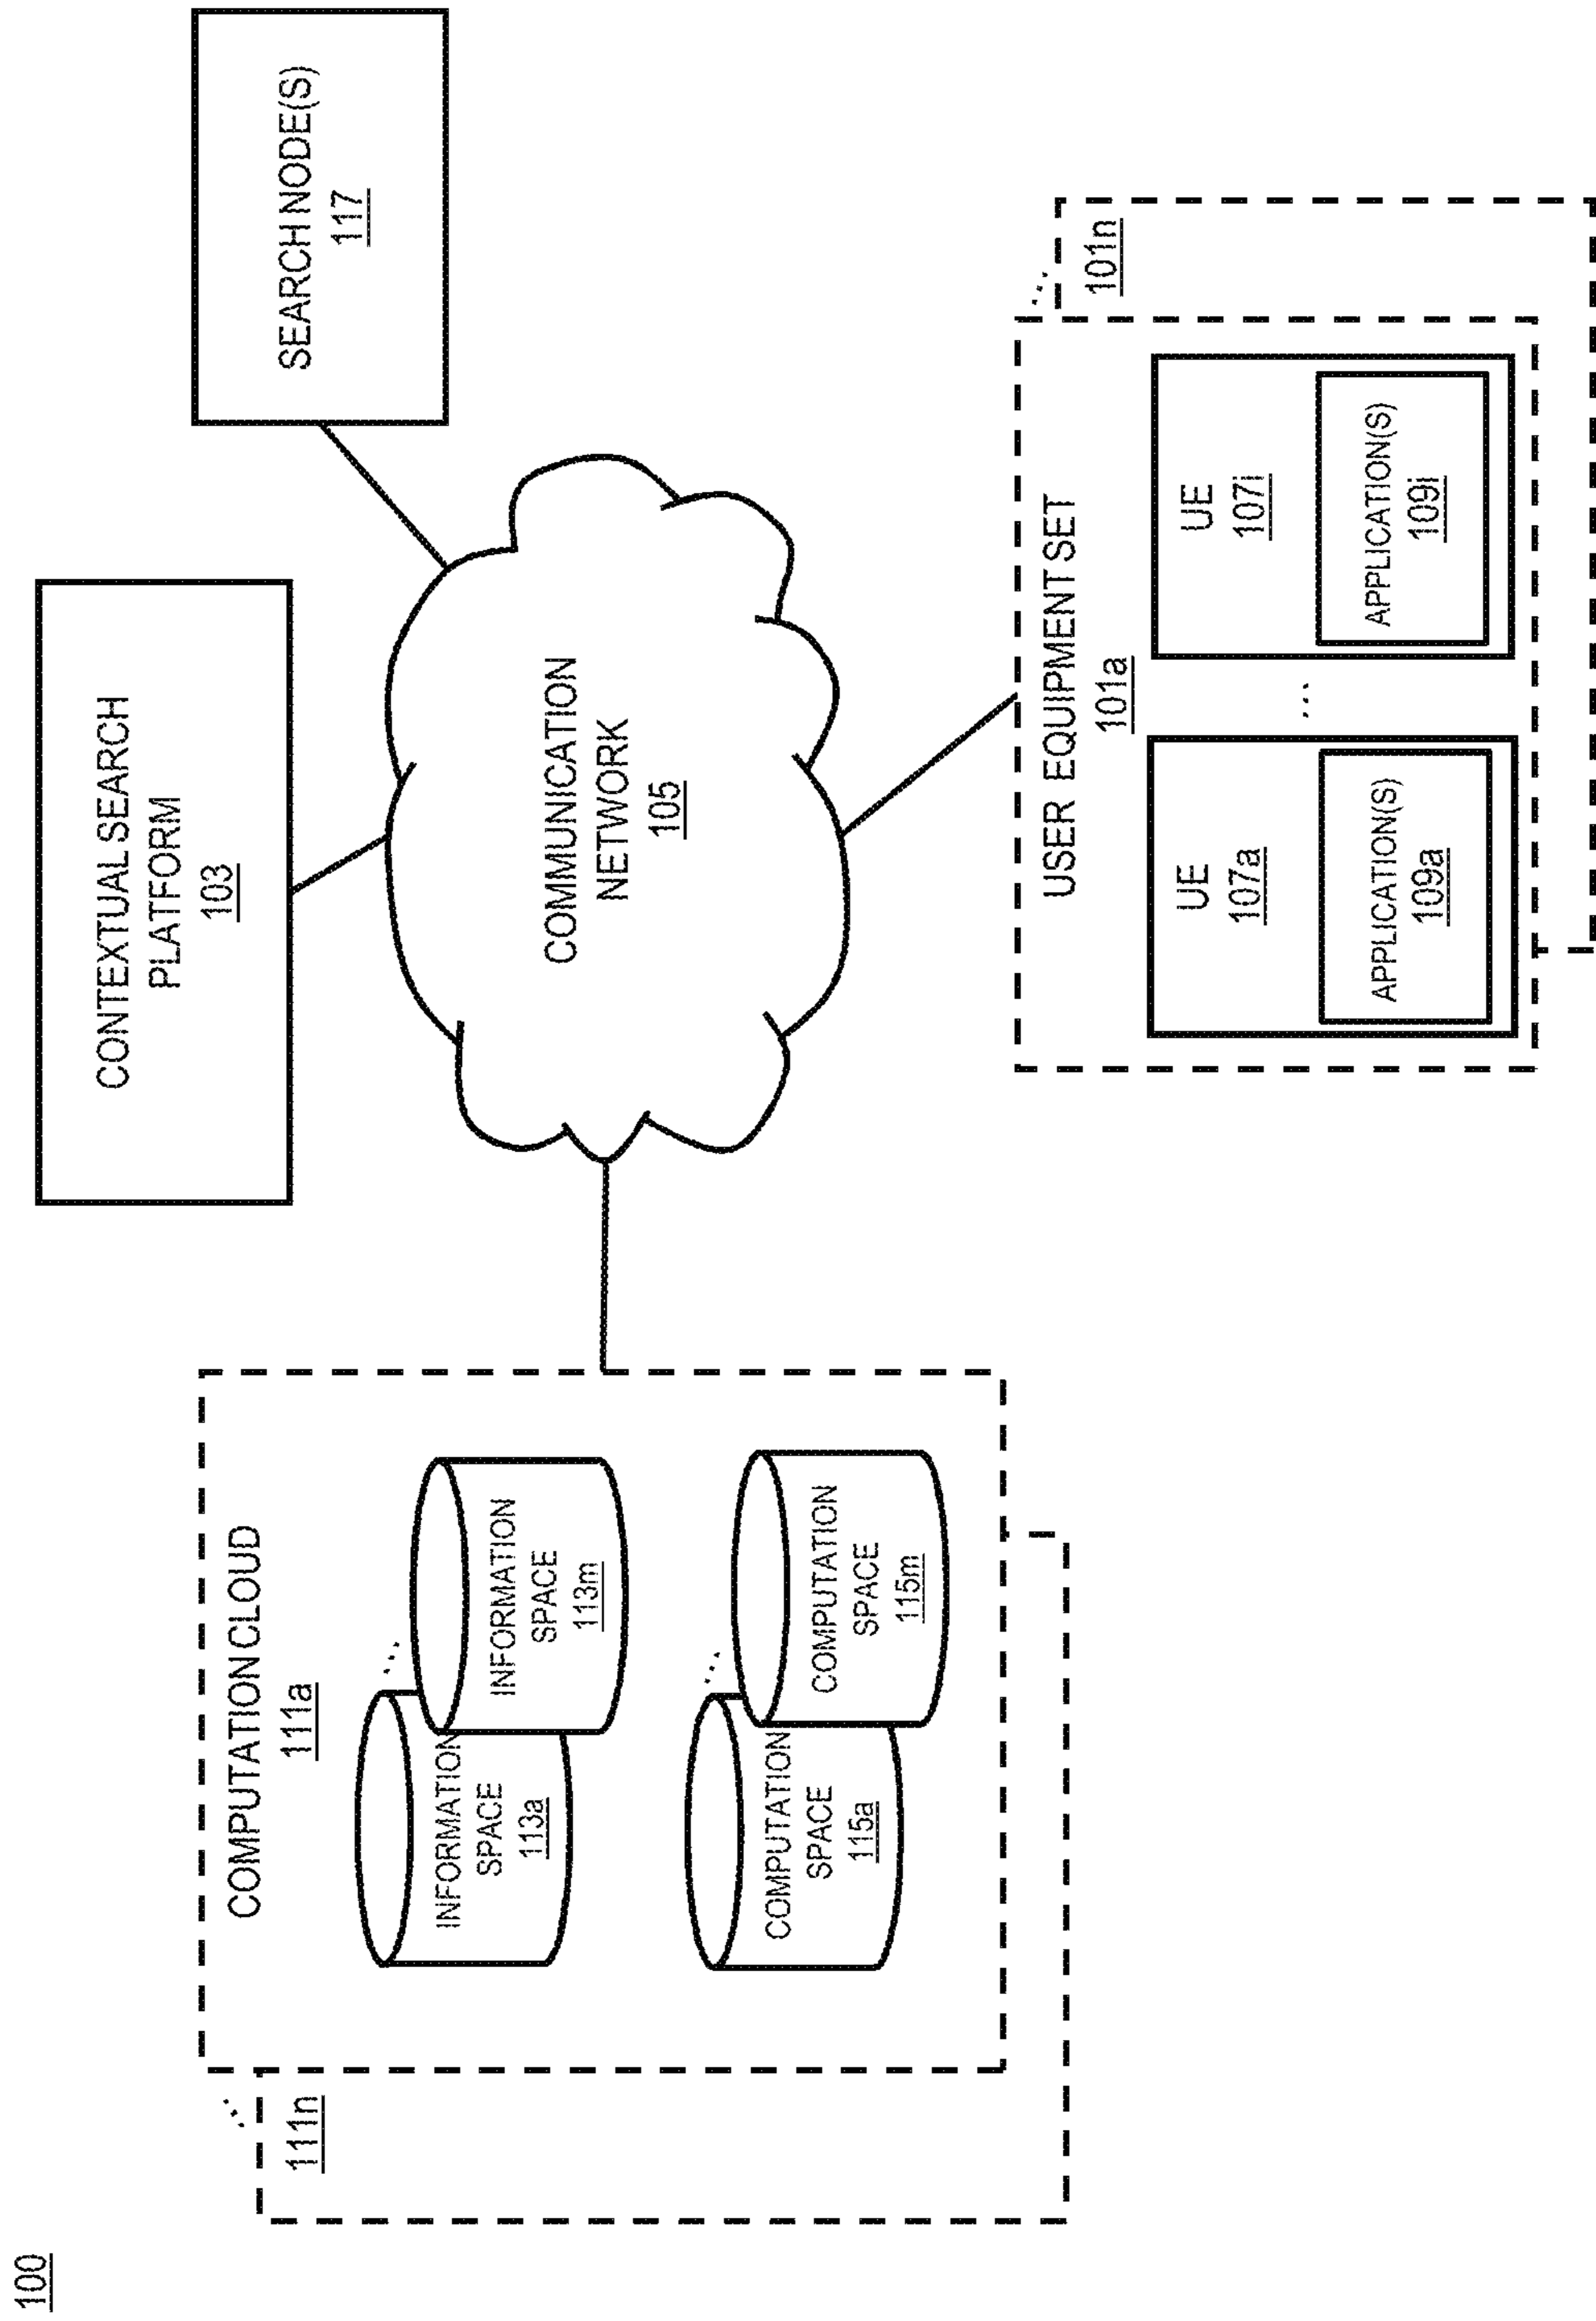 100
CONTEXTUAL SEARCH
PLATFORM
103
SEARCH NODE(S)
117
COMPUTATION CLOUD
111a
111n
INFORMATION
SPACE
113a
...
INFORMATION
SPACE
113m
COMPUTATION
SPACE
115a
...
COMPUTATION
SPACE
115m
...
COMMUNICATION
NETWORK
105
USER EQUIPMENT SET
101a
...
101n
UE
107a
APPLICATION(S)
109a
...
UE
107i
APPLICATION(S)
109i